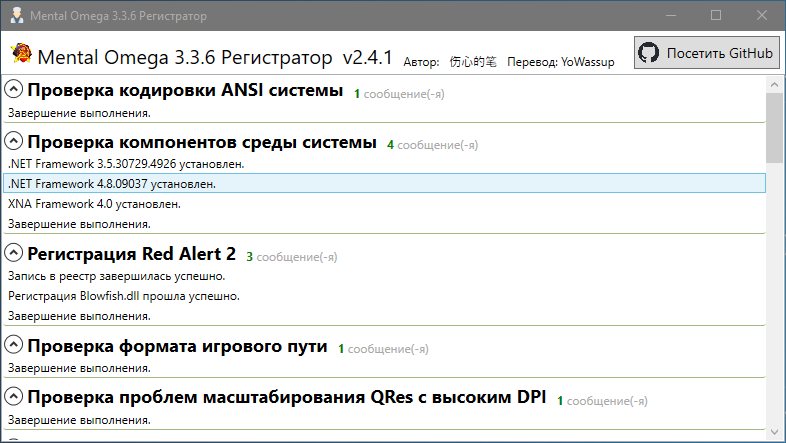 Mental Omega 3.3.6 Регистратор
Mental Omega 3.3.6 Регистратор v2.4.1 Автор: 伤心的笔 Перевод: YoWassup Посетить GitHub
Проверка кодировки ANSI системы 1 сообщение(-я)
Завершение выполнения.
Проверка компонентов среды системы 4 сообщение(-я)
.NET Framework 3.5.30729.4926 установлен.
.NET Framework 4.8.09037 установлен.
XNA Framework 4.0 установлен.
Завершение выполнения.
Регистрация Red Alert 2 3 сообщение(-я)
Запись в реестр завершилась успешно.
Регистрация Blowfish.dll прошла успешно.
Завершение выполнения.
Проверка формата игрового пути 1 сообщение(-я)
Завершение выполнения.
Проверка проблем масштабирования QRes с высоким DPI 1 сообщение(-я)
Завершение выполнения.